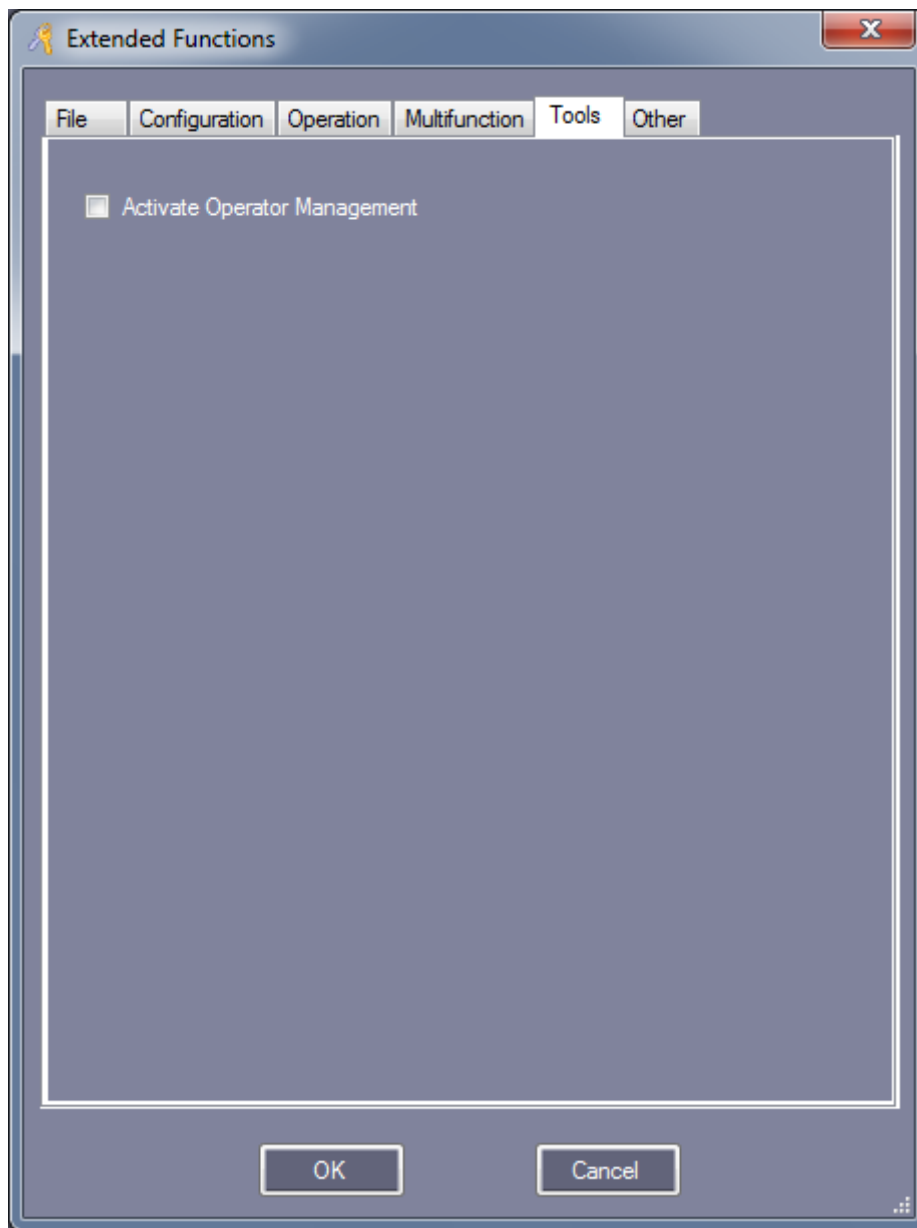 Extended Functions
File Configuration Operation Multifunction Tools Other
Activate Operator Management
OK Cancel